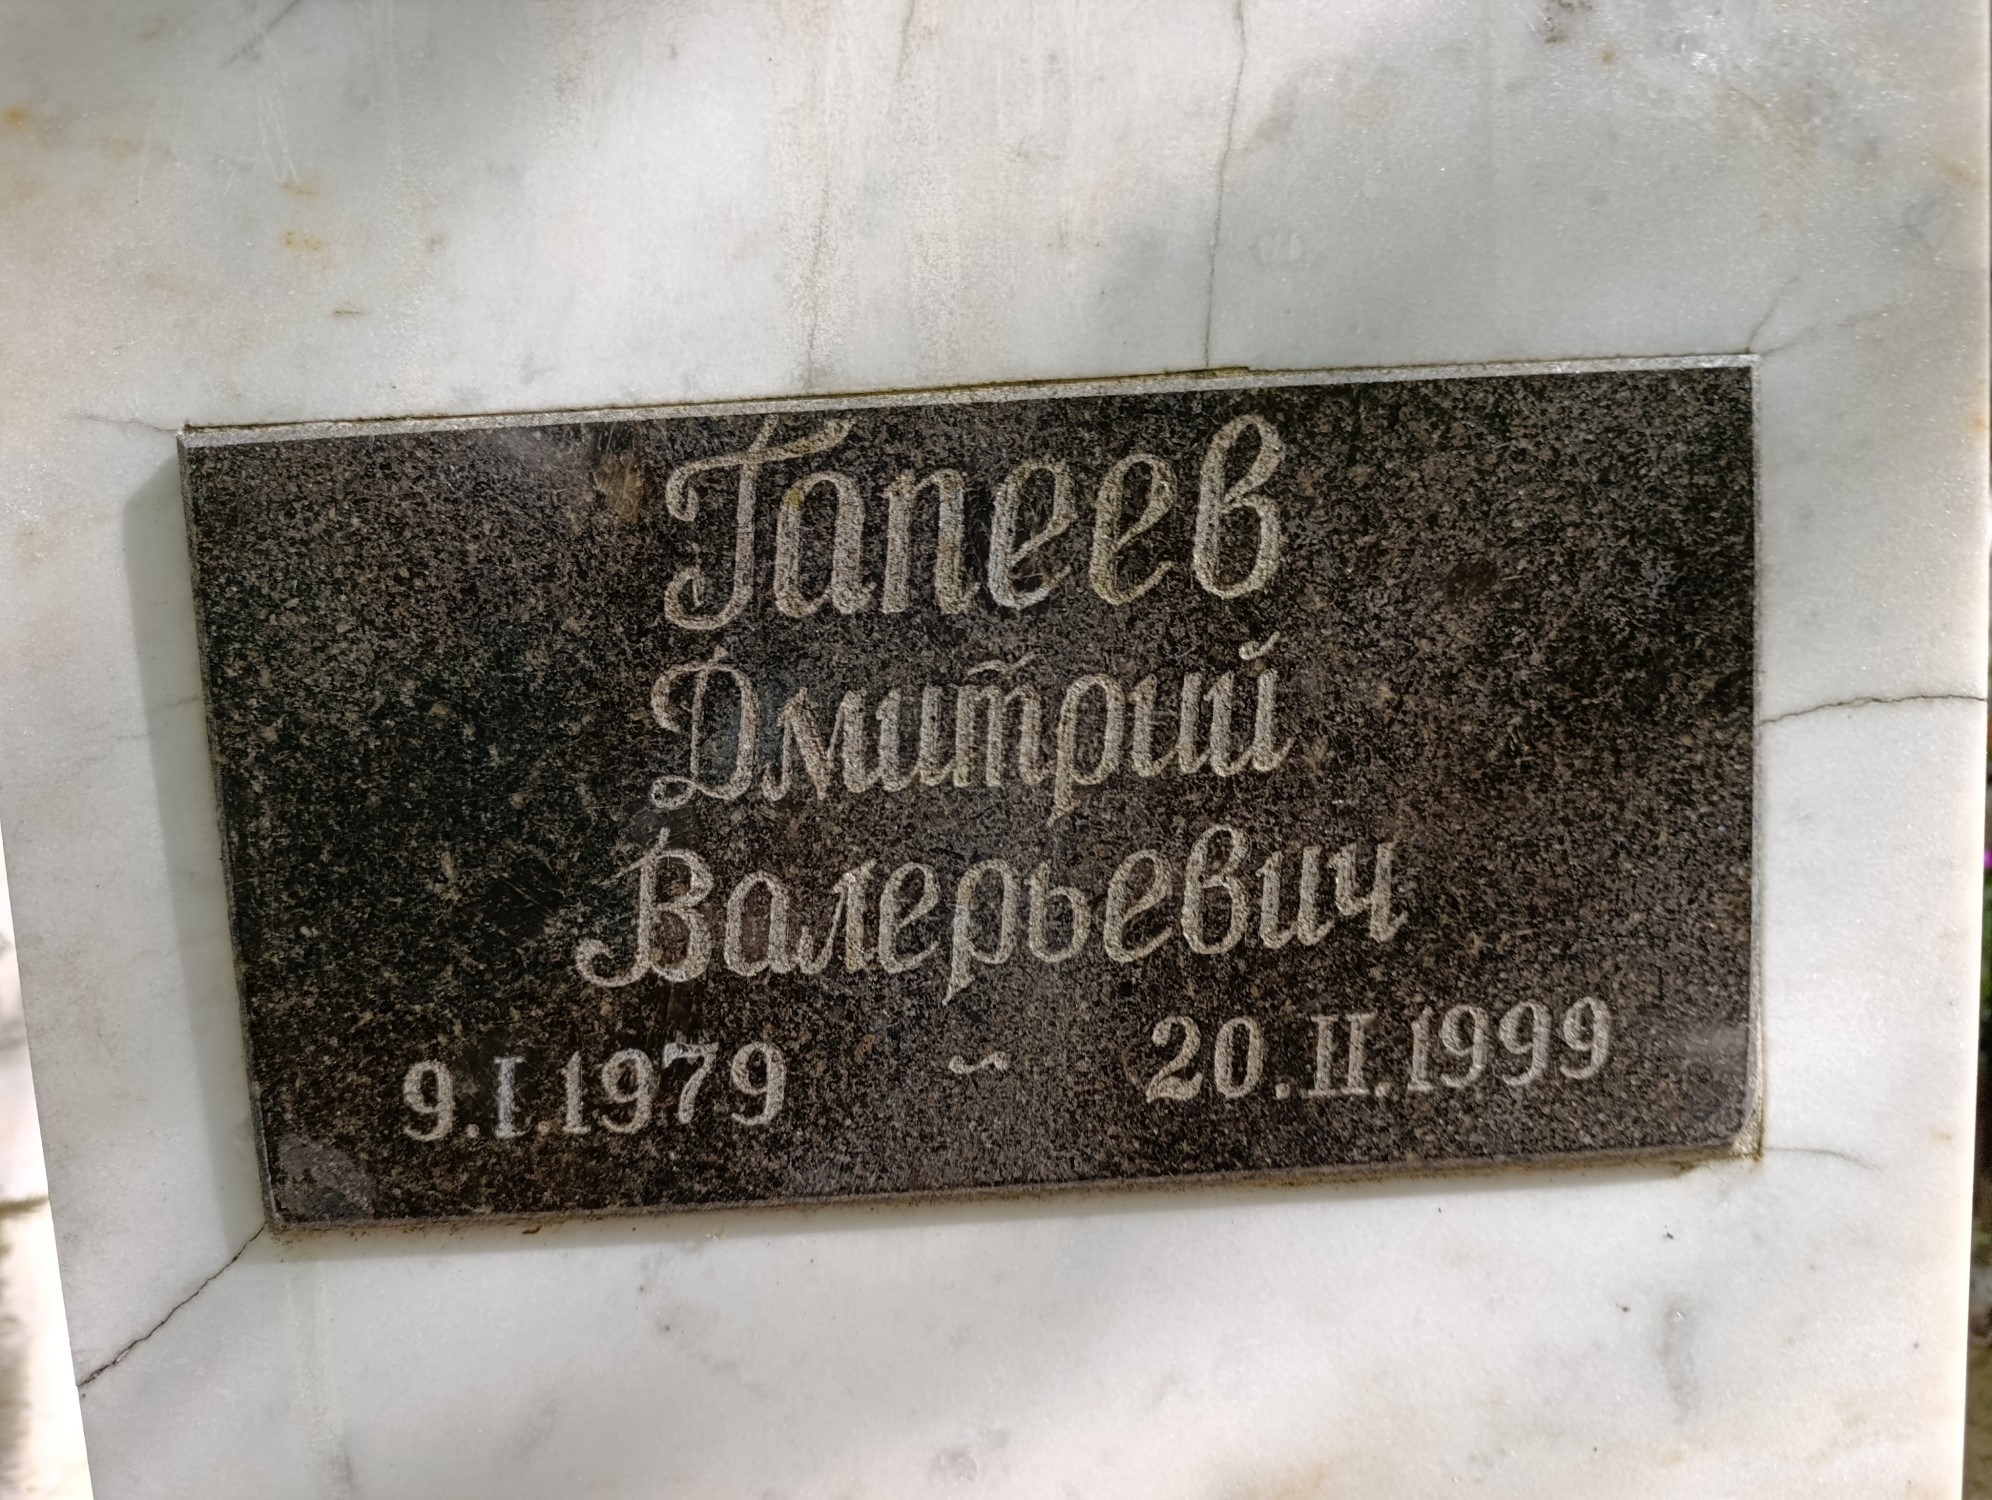 Гапеев
Дмитрий
Валерьевич
9.I.1979 ~ 20.II.1999